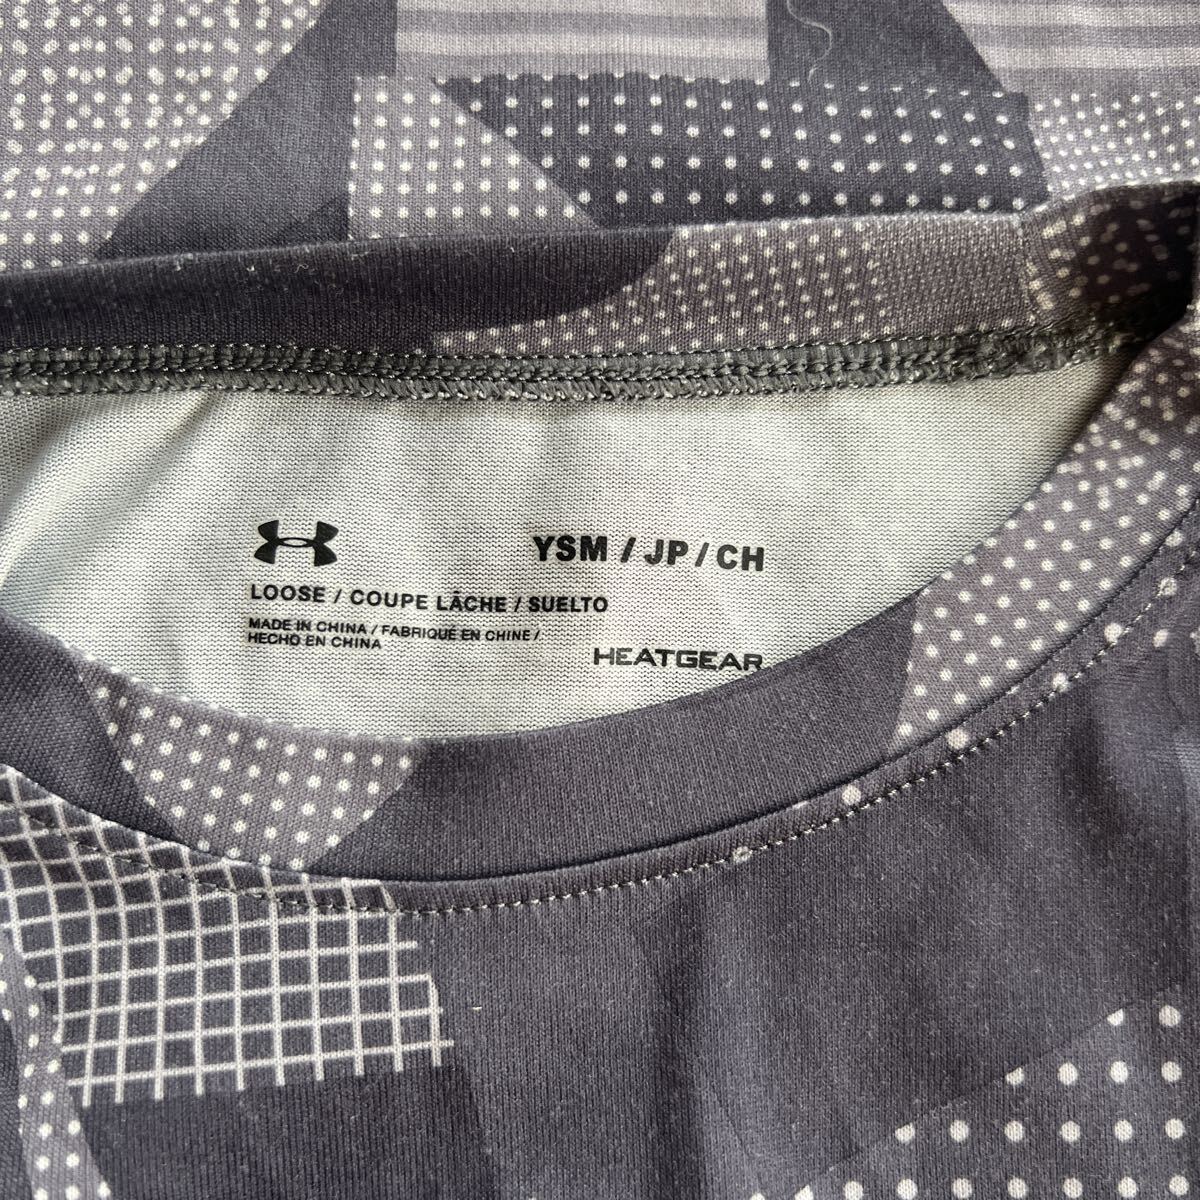 YSM / JP / CH
LOOSE / COUPE LÂCHE / SUELTO
MADE IN CHINA / FABRIQUÉ EN CHINE /
HECHO EN CHINA
HEATGEAR